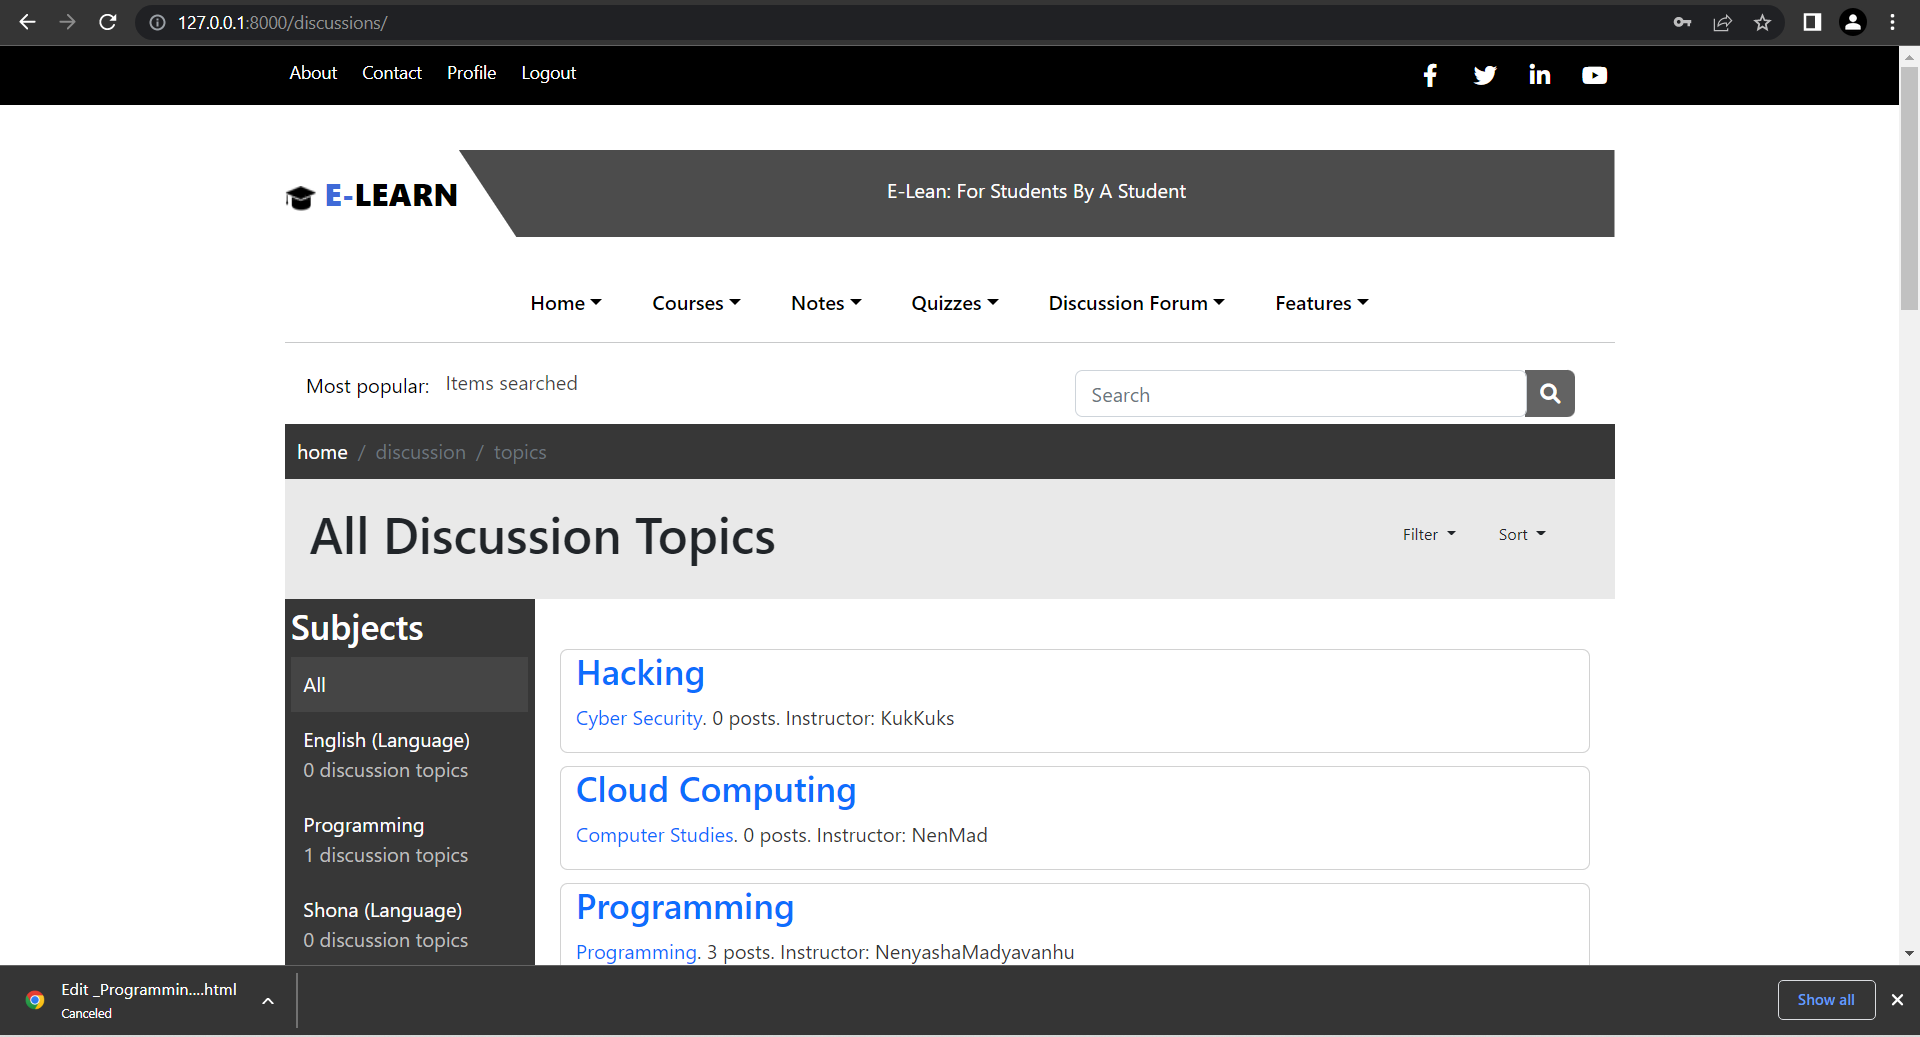 127.0.0.1:8000/discussions/
About Contact Profile Logout
E-LEARN
E-Lean: For Students By A Student
Home Courses Notes Quizzes Discussion Forum Features
Most popular: Items searched
Search
home / discussion / topics
All Discussion Topics
Filter Sort
Subjects
All
English (Language)
0 discussion topics
Programming
1 discussion topics
Shona (Language)
0 discussion topics
Hacking
Cyber Security. 0 posts. Instructor: KukKuks
Cloud Computing
Computer Studies. 0 posts. Instructor: NenMad
Programming
Programming. 3 posts. Instructor: NenyashaMadyavanhu
Edit _Programmin....html
Canceled
Show all